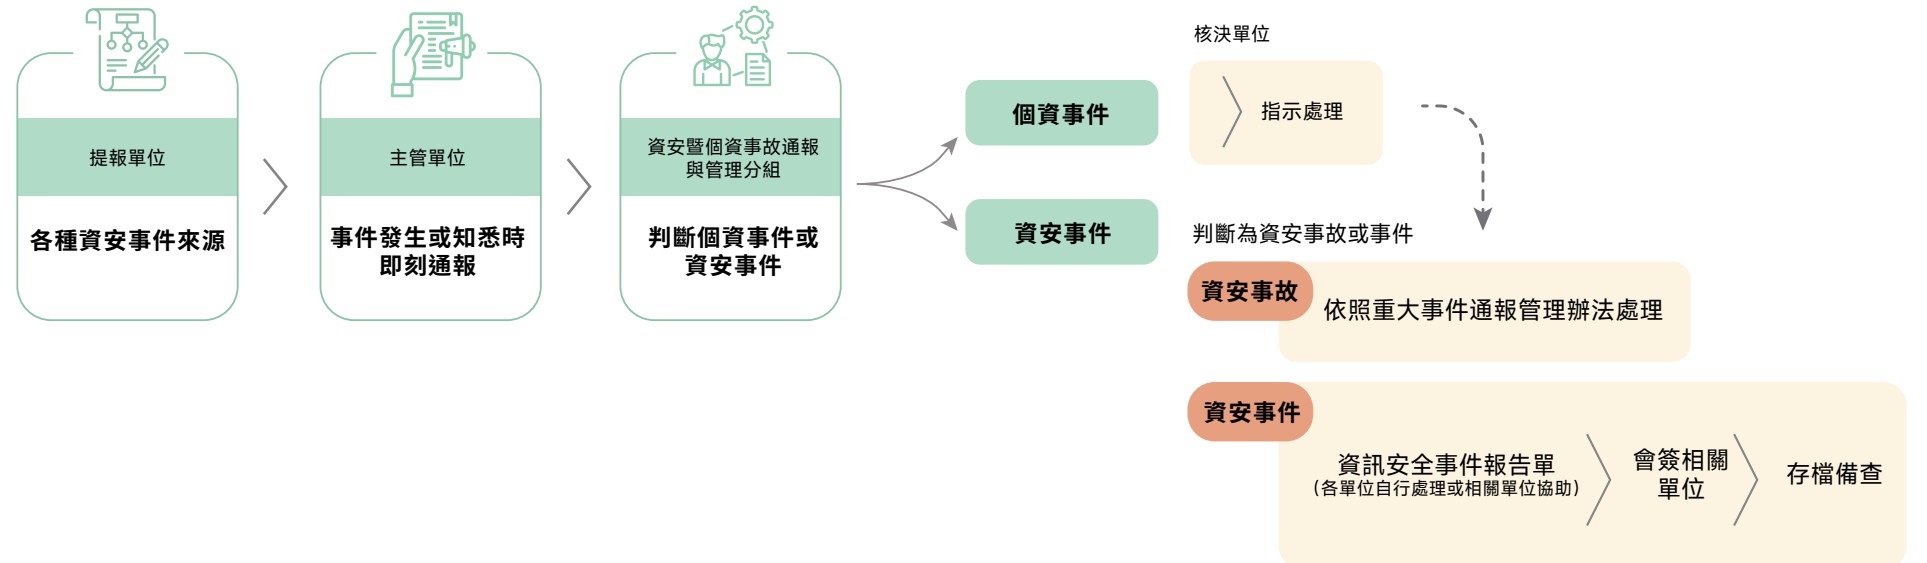 提報單位
各種資安事件來源
主管單位
事件發生或知悉時
即刻通報
資安暨個資事故通報
與管理分組
判斷個資事件或
資安事件
個資事件
資安事件
核決單位
指示處理
判斷為資安事故或事件
資安事故
依照重大事件通報管理辦法處理
資安事件
資訊安全事件報告單
(各單位自行處理或相關單位協助)
會簽相關
單位
存檔備查